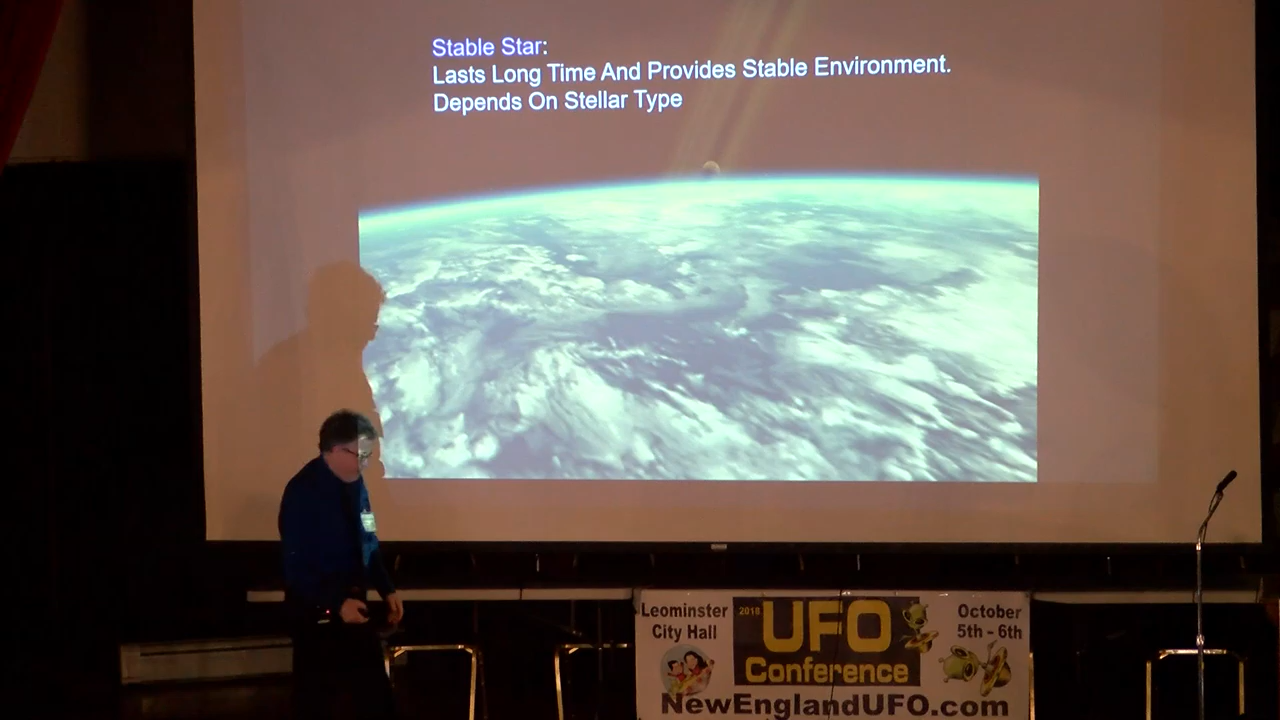 Stable Star:
Lasts Long Time And Provides Stable Environment.
Depends On Stellar Type
Leominster
City Hall
2018
UFO
Conference
October
5th - 6th
NewEnglandUFO.com